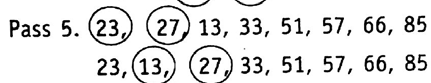 Pass 5. 23, 27, 13, 33, 51, 57, 66, 85
23, 13, 27, 33, 51, 57, 66, 85